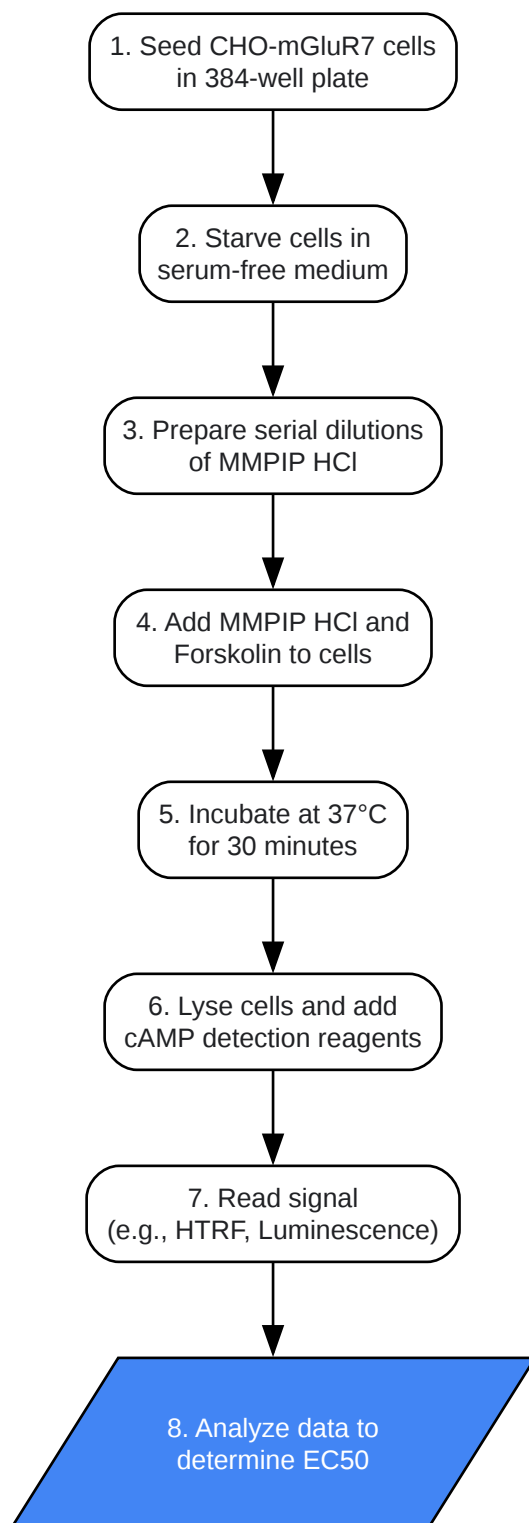 1. Seed CHO-mGluR7 cells
in 384-well plate
2. Starve cells in
serum-free medium
3. Prepare serial dilutions
of MMPIP HCl
4. Add MMPIP HCl and
Forskolin to cells
5. Incubate at 37°C
for 30 minutes
6. Lyse cells and add
cAMP detection reagents
7. Read signal
(e.g., HTRF, Luminescence)
8. Analyze data to
determine EC50